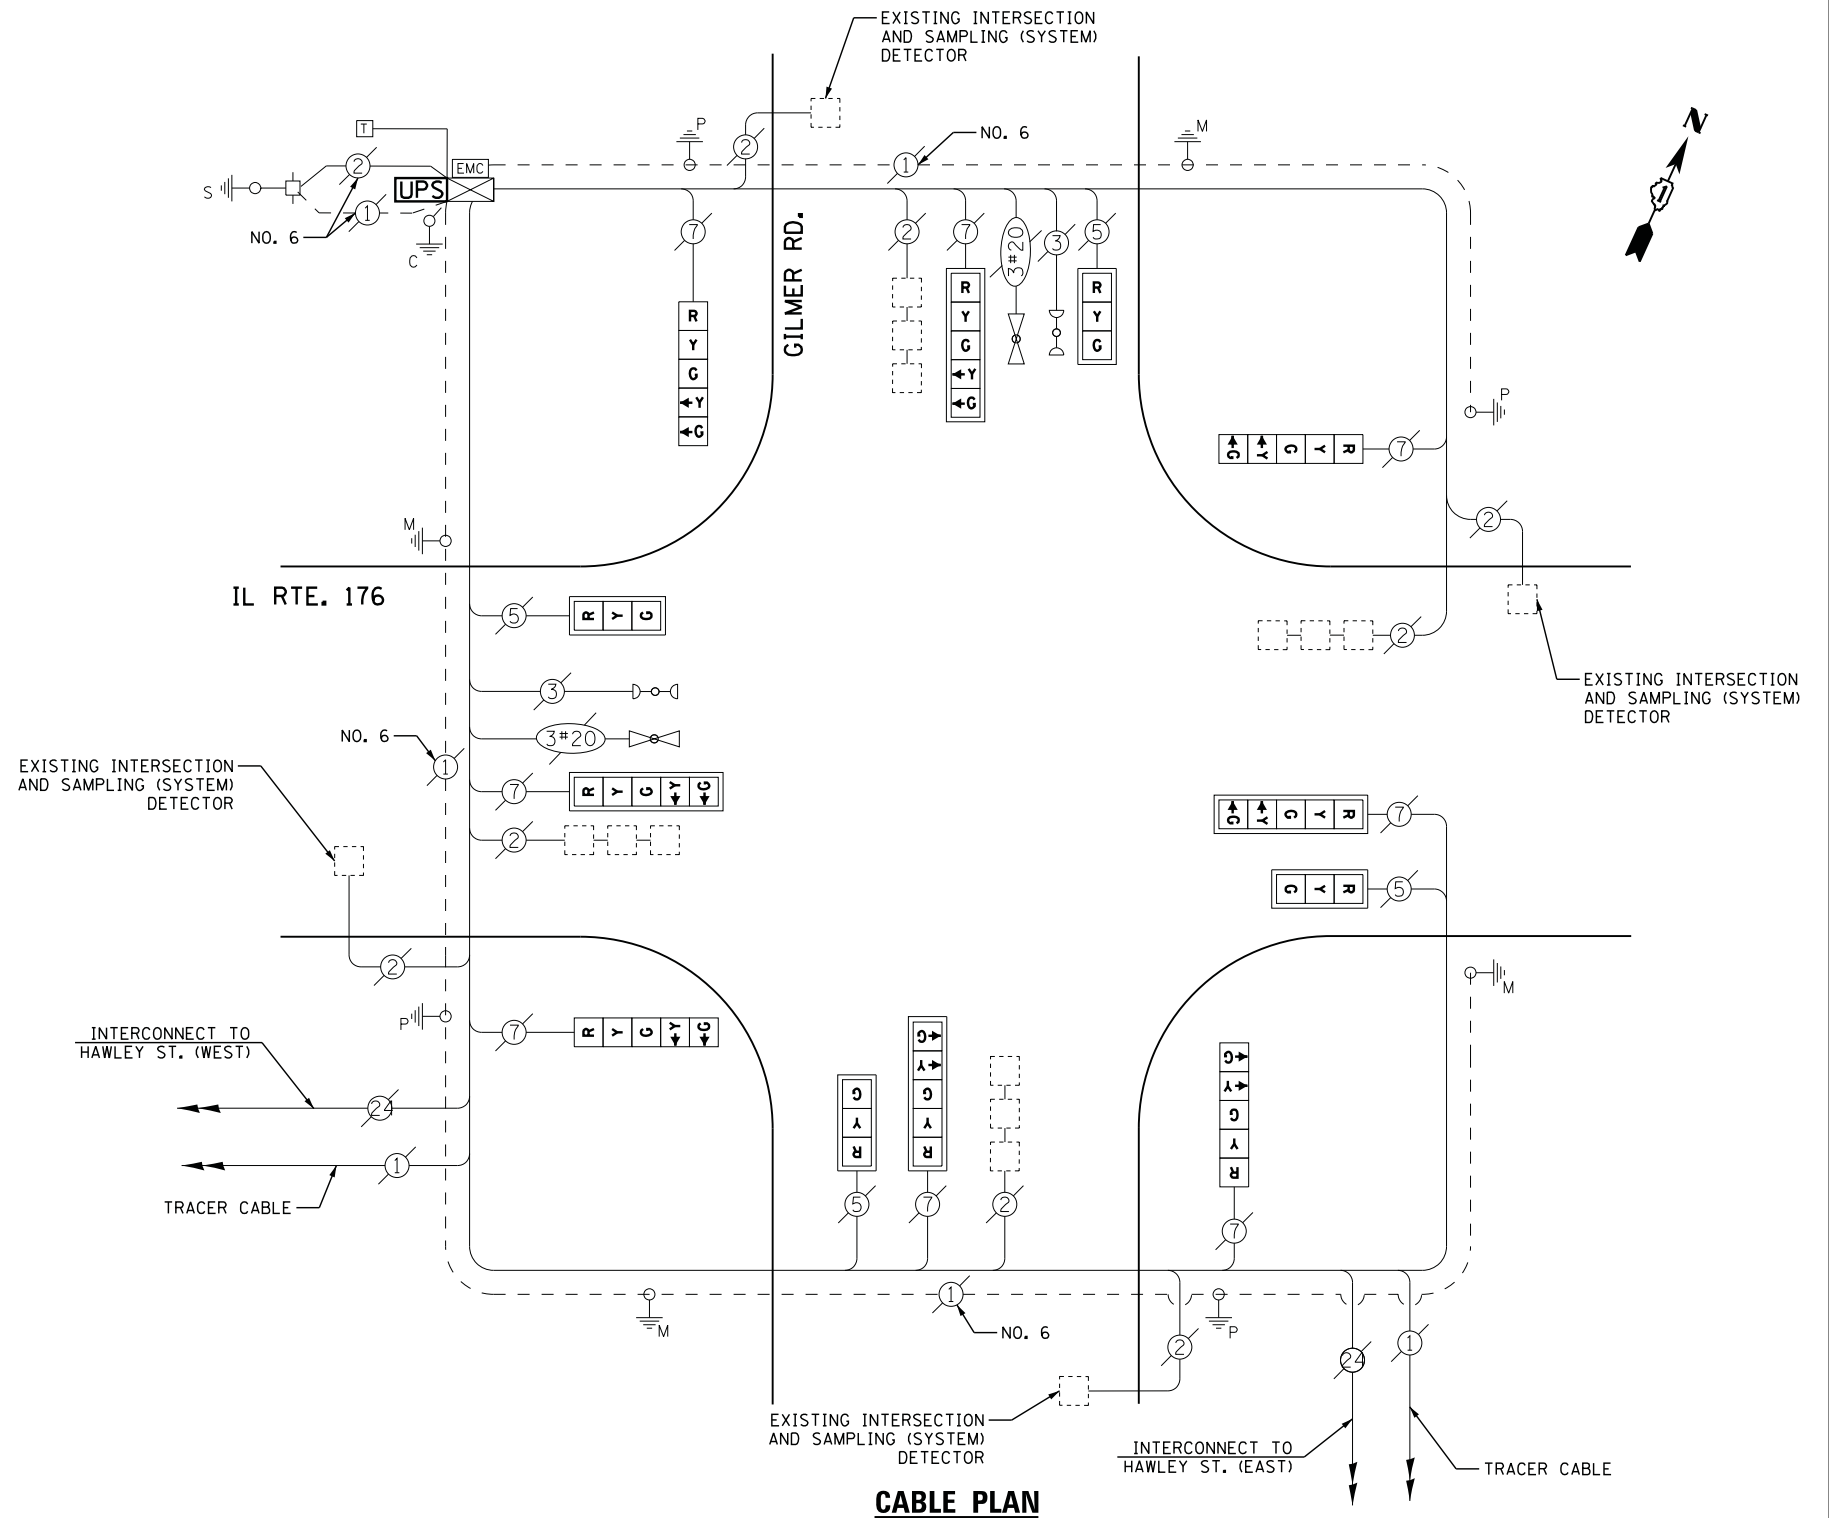 EXISTING INTERSECTION
AND SAMPLING (SYSTEM)
DETECTOR
N
1
T
P
2
NO. 6
1
M
2
EMC
S
UPS
1
NO. 6
C
GILMER RD.
7
2
7
3#20
3
5
R
Y
G
Y
G
R
Y
G
Y
G
R
Y
G
P
G Y G Y R
7
M
2
IL RTE. 176
5
R Y G
2
EXISTING INTERSECTION
AND SAMPLING (SYSTEM)
DETECTOR
3
NO. 6
3#20
1
EXISTING INTERSECTION
AND SAMPLING (SYSTEM)
DETECTOR
7
R Y G Y G
2
G Y G Y R
7
G Y R
5
2
M
P
7
R Y G Y G
INTERCONNECT TO
HAWLEY ST. (WEST)
24
1
TRACER CABLE
G
Y
R
5
G
Y
G
Y
R
7
2
G
Y
G
Y
R
7
M
1
NO. 6
P
2
24
1
EXISTING INTERSECTION
AND SAMPLING (SYSTEM)
DETECTOR
INTERCONNECT TO
HAWLEY ST. (EAST)
TRACER CABLE
CABLE PLAN